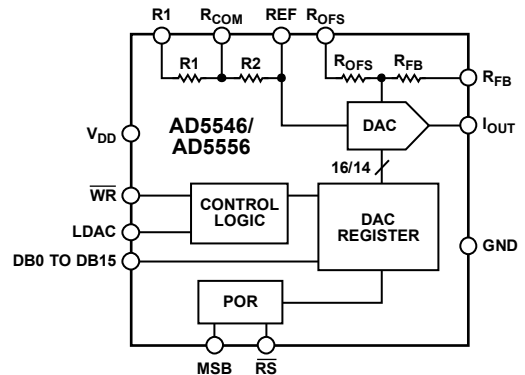 R1 RCOM REF ROFS
R1 R2 ROFS RFB
RFB
VDD
AD5546/
AD5556
DAC
IOUT
16/14
WR
CONTROL
LOGIC
LDAC
DAC
REGISTER
GND
DB0 TO DB15
POR
MSB RS